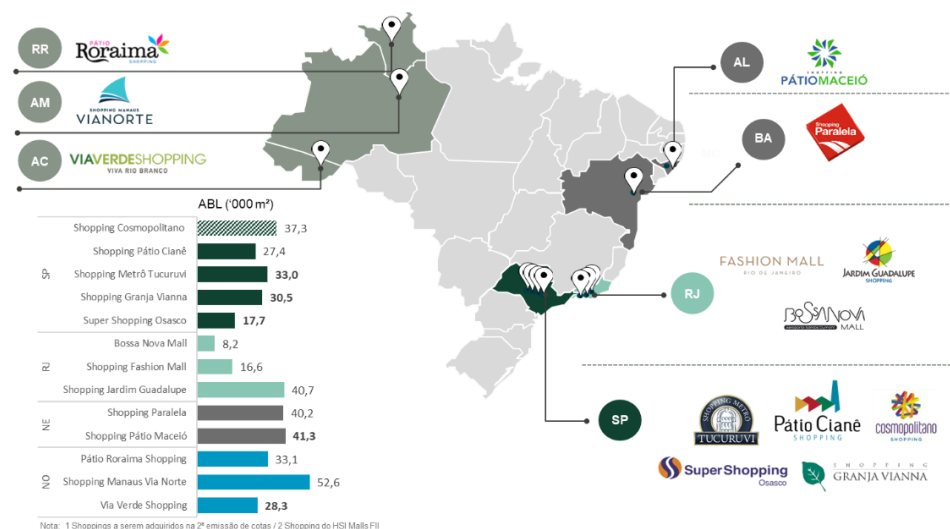 RR
PÁTIO
Roraima
SHOPPING
AM
SHOPPING MANAUS
VIANORTE
AC
VIAVERDESHOPPING
VIVA RIO BRANCO
AL
SHOPPING
PÁTIOMACEIÓ
BA
Shopping
Paralela
ABL ('000 m²)
SP
Shopping Cosmopolitano 37,3
Shopping Pátio Cianê 27,4
Shopping Metrô Tucuruvi 33,0
Shopping Granja Vianna 30,5
Super Shopping Osasco 17,7
RJ
Bossa Nova Mall 8,2
Shopping Fashion Mall 16,6
Shopping Jardim Guadalupe 40,7
NE
Shopping Paralela 40,2
Shopping Pátio Maceió 41,3
NO
Pátio Roraima Shopping 33,1
Shopping Manaus Via Norte 52,6
Via Verde Shopping 28,3
RJ
FASHION MALL
RIO DE JANEIRO
JARDIM GUADALUPE
SHOPPING
BOSSANOVA
MALL
SP
SHOPPING METRÔ
TUCURUVI
Pátio Cianê
SHOPPING
cosmopolitano
SHOPPING
SuperShopping
Osasco
SHOPPING
GRANJA VIANNA
Nota: 1 Shoppings a serem adquiridos na 2ª emissão de cotas / 2 Shopping do HSI Malls FII